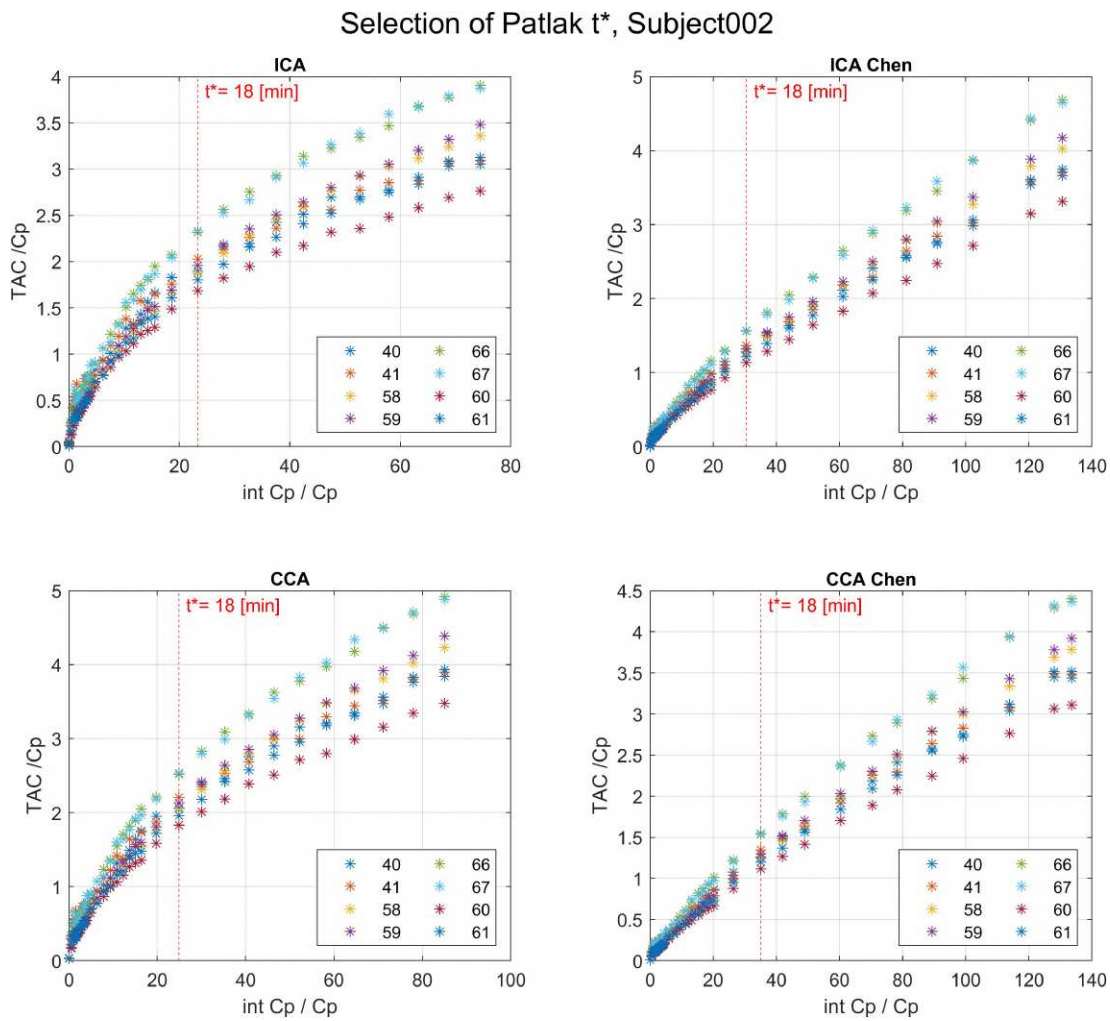 Selection of Patlak t*, Subject002
ICA
t*= 18 [min]
TAC /Cp
4
3.5
3
2.5
2
1.5
1
0.5
0
0 20 40 60 80
int Cp / Cp
40 66
41 67
58 60
59 61
ICA Chen
t*= 18 [min]
TAC /Cp
5
4
3
2
1
0
0 20 40 60 80 100 120 140
int Cp / Cp
40 66
41 67
58 60
59 61
CCA
t*= 18 [min]
TAC /Cp
5
4
3
2
1
0
0 20 40 60 80 100
int Cp / Cp
40 66
41 67
58 60
59 61
CCA Chen
t*= 18 [min]
TAC /Cp
4.5
4
3.5
3
2.5
2
1.5
1
0.5
0
0 20 40 60 80 100 120 140
int Cp / Cp
40 66
41 67
58 60
59 61